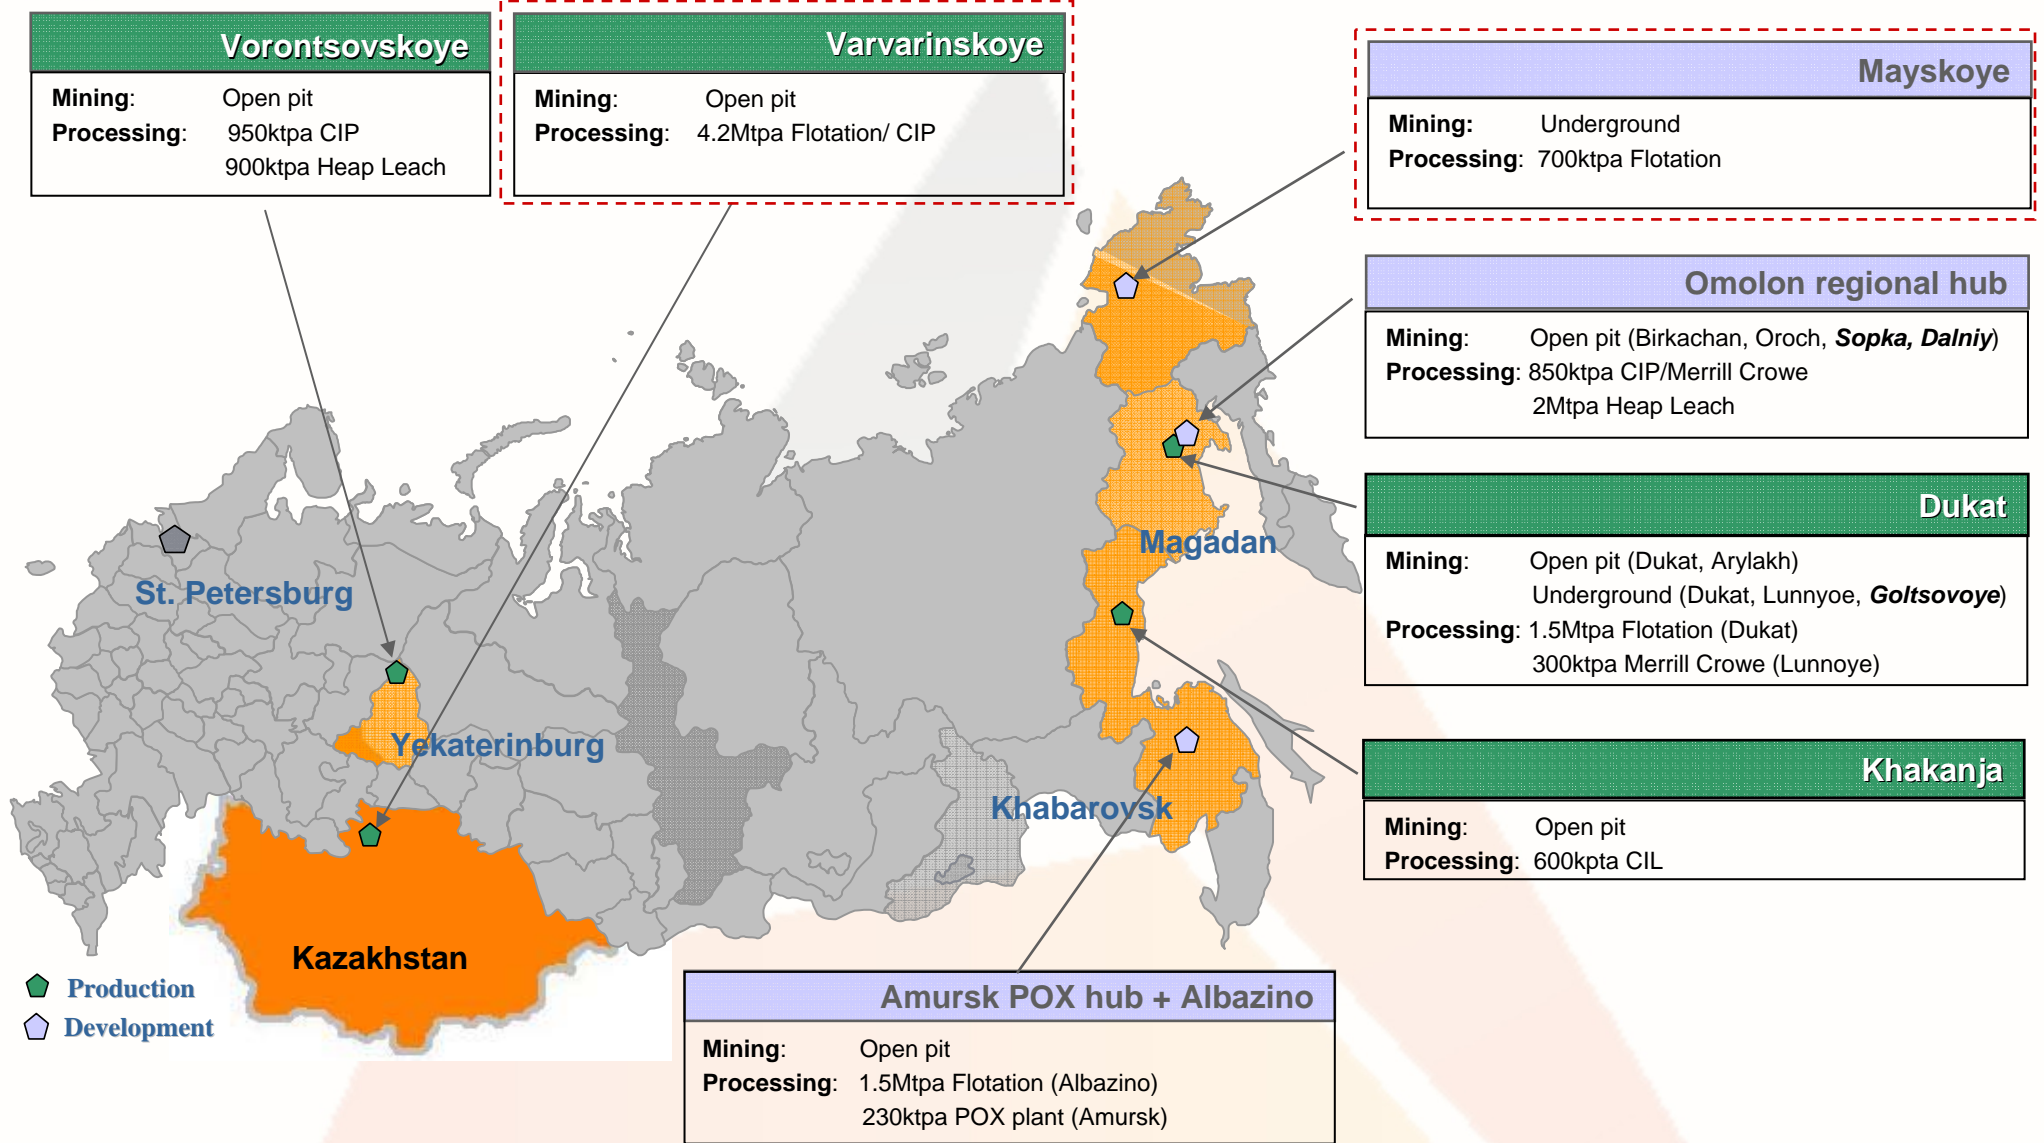 Vorontsovskoye
Mining: Open pit
Processing: 950ktpa CIP
900ktpa Heap Leach
Varvarinskoye
Mining: Open pit
Processing: 4.2Mtpa Flotation/ CIP
Mayskoye
Mining: Underground
Processing: 700ktpa Flotation
Omolon regional hub
Mining: Open pit (Birkachan, Oroch, Sopka, Dalniy)
Processing: 850ktpa CIP/Merrill Crowe
2Mtpa Heap Leach
Dukat
Mining: Open pit (Dukat, Arylakh)
Underground (Dukat, Lunnyoe, Goltsovoye)
Processing: 1.5Mtpa Flotation (Dukat)
300ktpa Merrill Crowe (Lunnoye)
Khakanja
Mining: Open pit
Processing: 600kpta CIL
Magadan
St. Petersburg
Yekaterinburg
Khabarovsk
Kazakhstan
Production
Development
Amursk POX hub + Albazino
Mining: Open pit
Processing: 1.5Mtpa Flotation (Albazino)
230ktpa POX plant (Amursk)